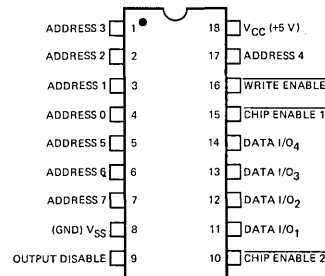 ADDRESS 3 1 18 VCC (+5 V)
ADDRESS 2 2 17 ADDRESS 4
ADDRESS 1 3 16 WRITE ENABLE
ADDRESS 0 4 15 CHIP ENABLE 1
ADDRESS 5 5 14 DATA I/O4
ADDRESS 6 6 13 DATA I/O3
ADDRESS 7 7 12 DATA I/O2
(GND) VSS 8 11 DATA I/O1
OUTPUT DISABLE 9 10 CHIP ENABLE 2